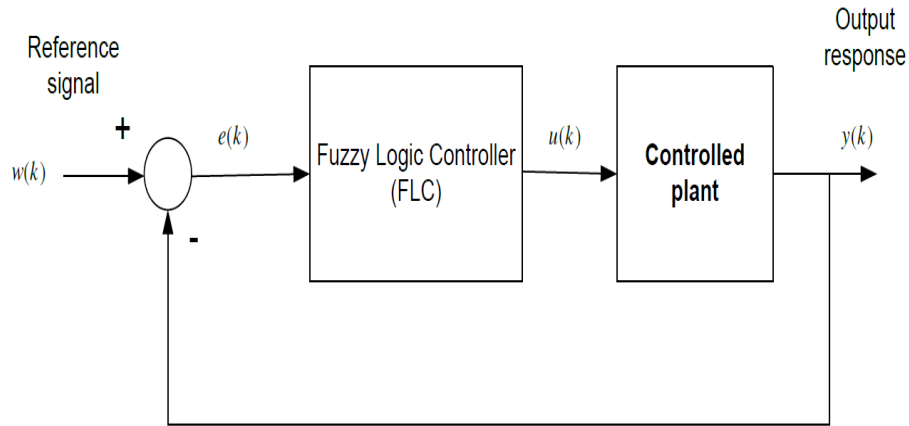 Reference
signal
+
w(k)
-
e(k)
Fuzzy Logic Controller
(FLC)
u(k)
Controlled
plant
Output
response
y(k)